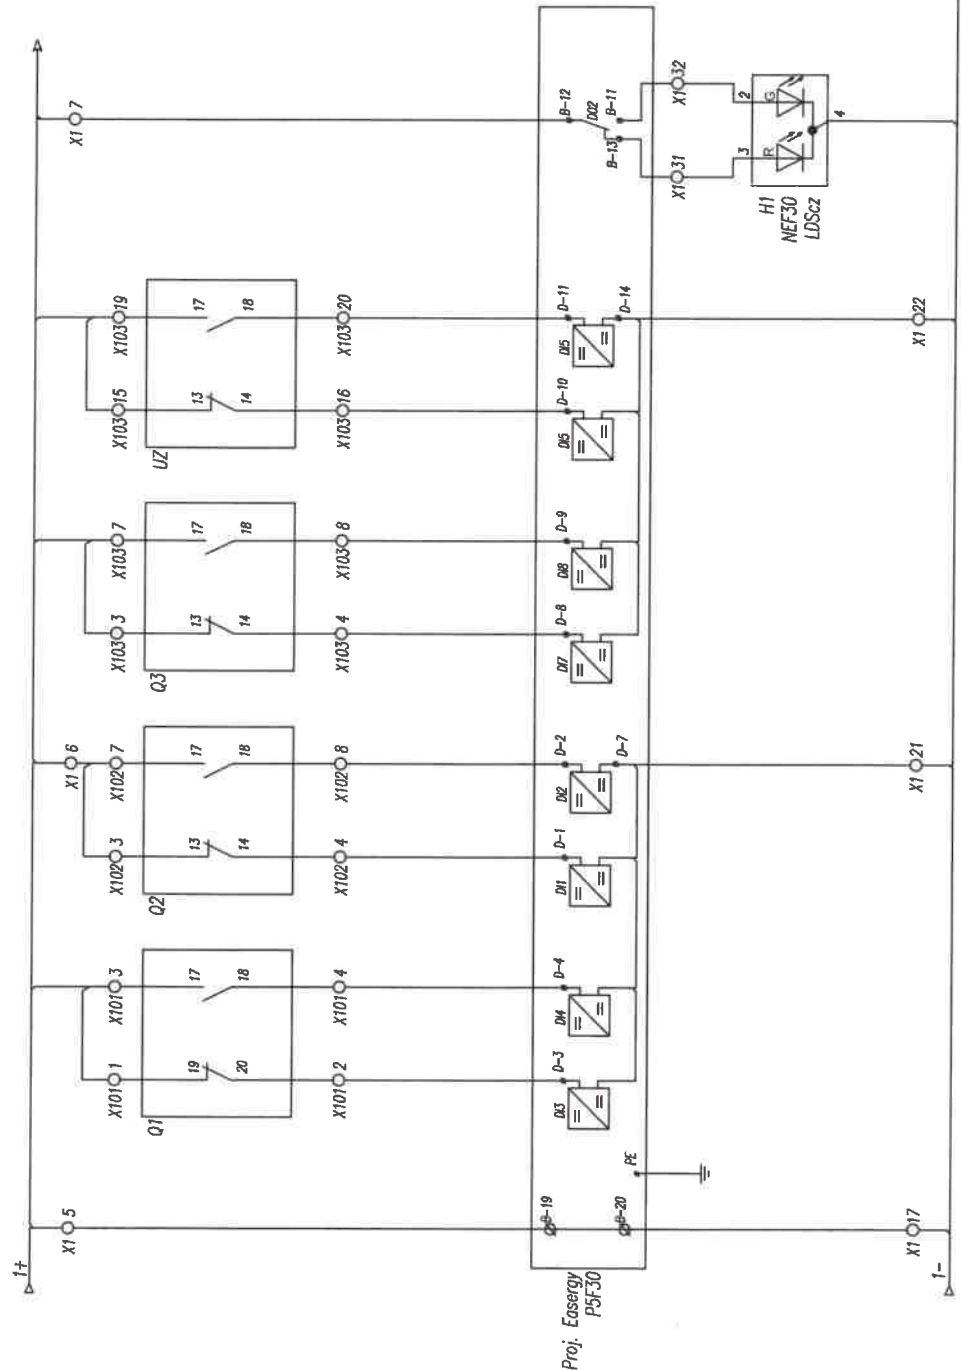 1+
1-
X1 5
X101 1
X101 3
X102 3
X1 6
X102 7
X103 3
X103 7
X103 15
X103 19
X1 7
Q1
19
20
17
18
Q2
13
14
17
18
Q3
13
14
17
18
UZ
13
14
17
18
X101 2
X101 4
X102 4
X102 8
X103 4
X103 8
X103 16
X103 20
Proj. Easergy
P5F30
B-19
B-20
PE
D-3
DI3
D-4
DI4
D-1
DI1
D-2
DI2
D-7
D-8
DI7
D-9
DI8
D-10
DI5
D-11
DI5
D-14
B-12
DO2
B-13
B-11
X1 31
X1 32
3
2
R
G
4
H1
NEF30
LDScz
X1 17
X1 21
X1 22